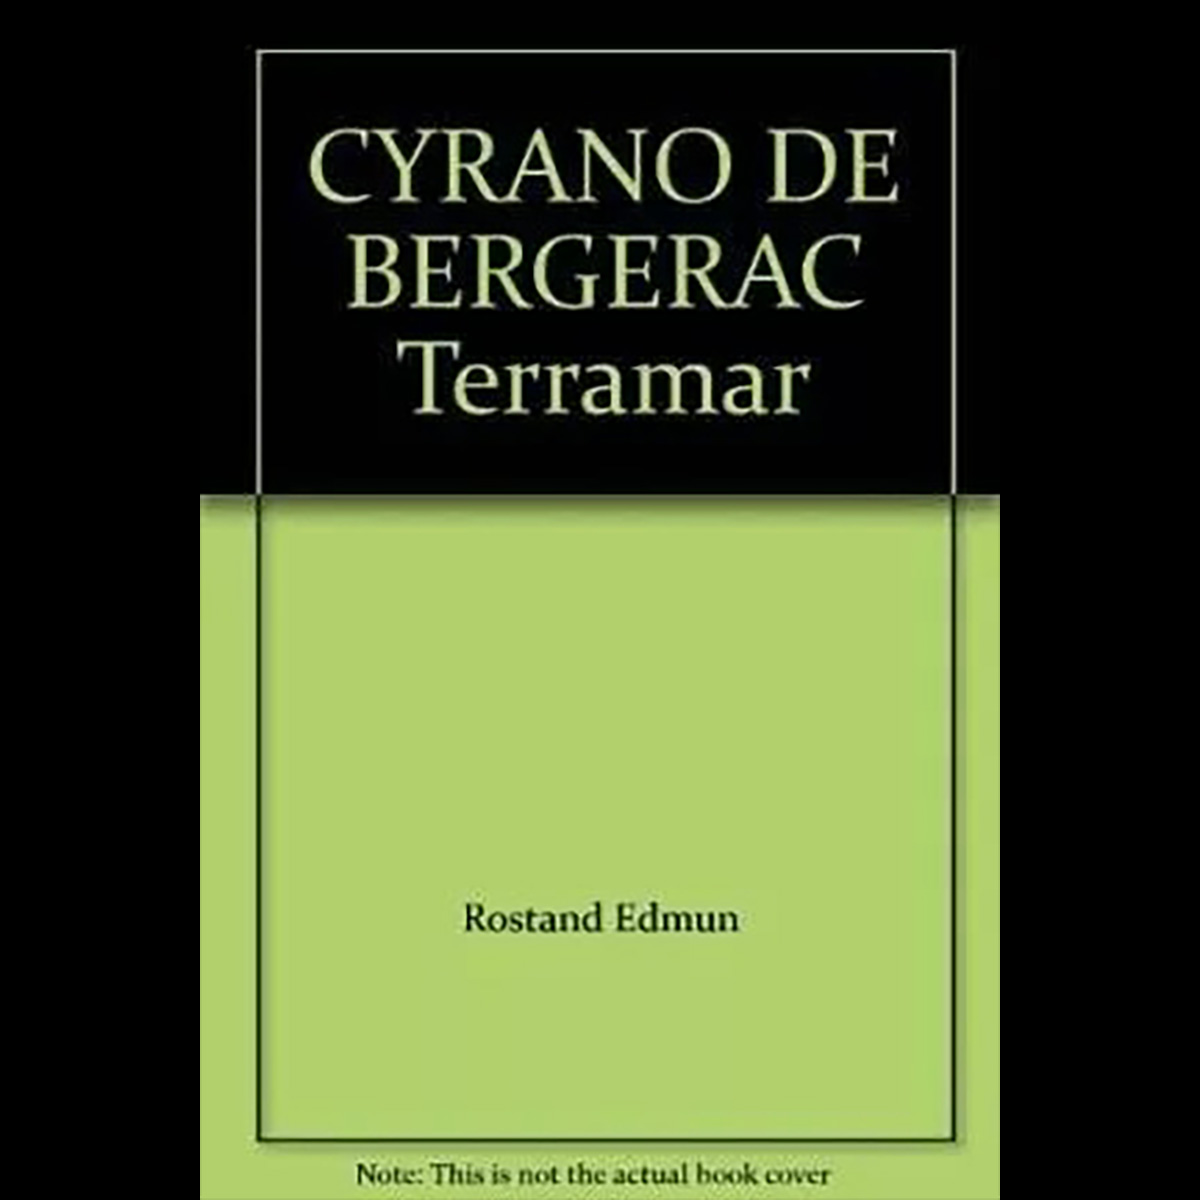 CYRANO DE
BERGERAC
Terramar
Rostand Edmun
Note: This is not the actual book cover